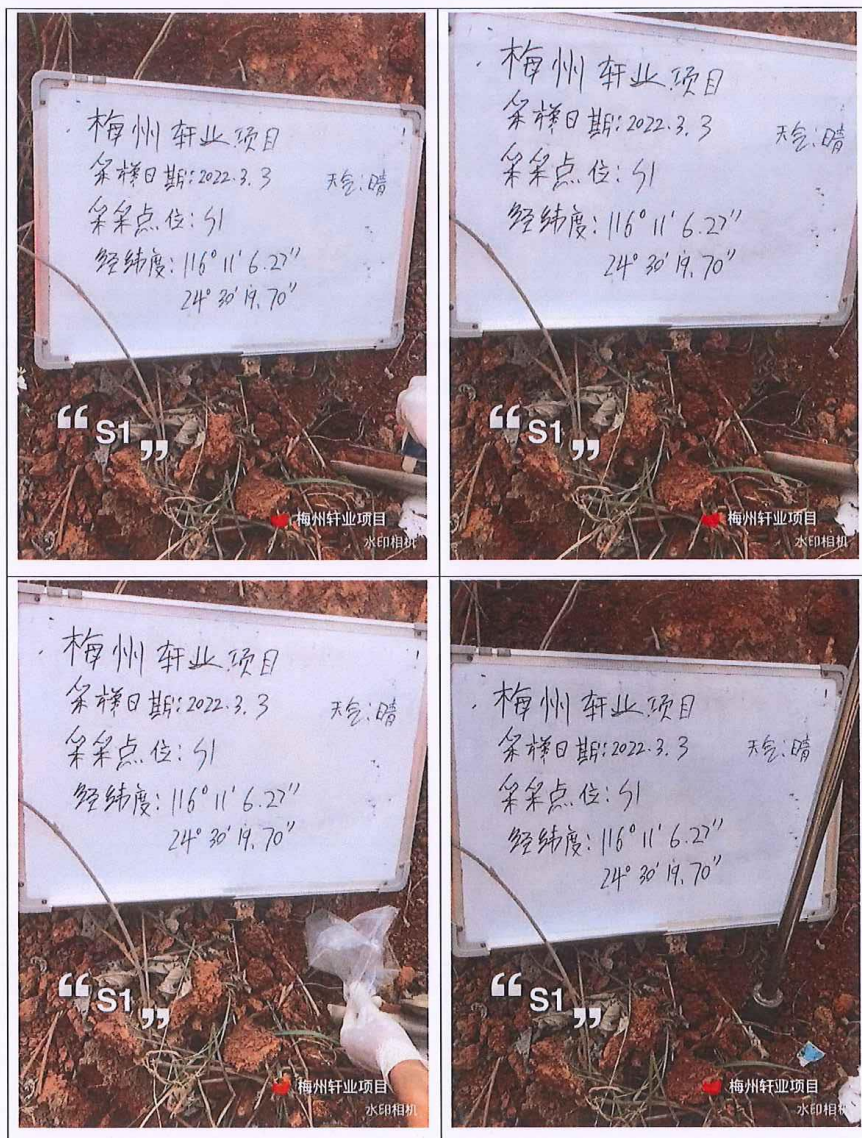 梅州轩业项目
采样日期:2022.3.3 天气:晴
采采点位:S1
经纬度:116° 11' 6.27"
24° 30' 19.70"
“ S1 ”
梅州轩业项目
水印相机
梅州轩业项目
采样日期:2022.3.3 天气:晴
采采点位:S1
经纬度:116° 11' 6.27"
24° 30' 19.70"
“ S1 ”
梅州轩业项目
水印相机
梅州轩业项目
采样日期:2022.3.3 天气:晴
采采点位:S1
经纬度:116° 11' 6.27"
24° 30' 19.70"
“ S1 ”
梅州轩业项目
水印相机
梅州轩业项目
采样日期:2022.3.3 天气:晴
采采点位:S1
经纬度:116° 11' 6.27"
24° 30' 19.70"
“ S1 ”
梅州轩业项目
水印相机